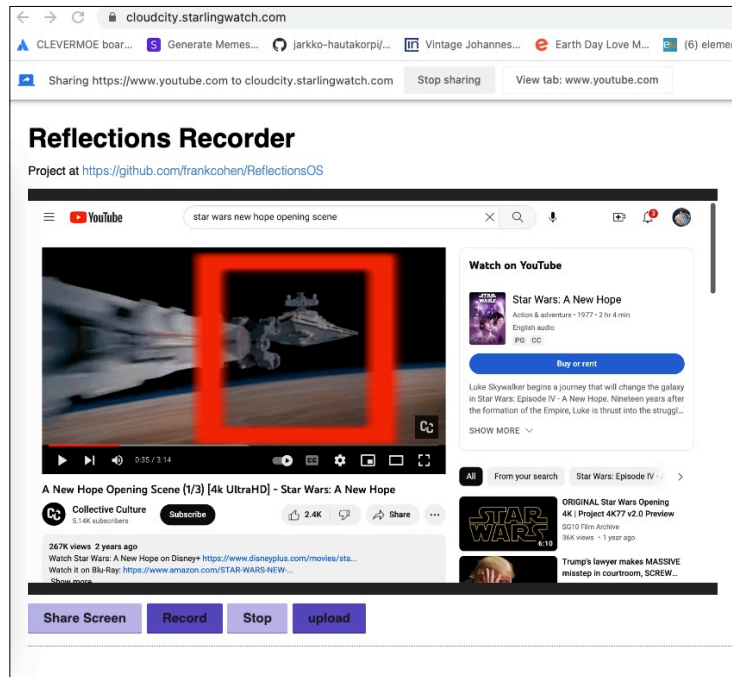 cloudcity.starlingwatch.com
CLEVERMOE boar... Generate Memes... jarkko-hautakorpi/... Vintage Johannes... Earth Day Love M... (6) elemen
Sharing https://www.youtube.com to cloudcity.starlingwatch.com Stop sharing View tab: www.youtube.com
Reflections Recorder
Project at https://github.com/frankcohen/ReflectionsOS
YouTube star wars new hope opening scene 3
Watch on YouTube
STAR WARS
Star Wars: A New Hope
Action & adventure • 1977 • 2 hr 4 min
English audio
PG CC
Buy or rent
Luke Skywalker begins a journey that will change the galaxy
in Star Wars: Episode IV - A New Hope. Nineteen years after
the formation of the Empire, Luke is thrust into the struggl...
SHOW MORE
CC
0:35 / 3:14 CC
A New Hope Opening Scene (1/3) [4k UltraHD] - Star Wars: A New Hope
CC Collective Culture
5.14K subscribers
Subscribe 2.4K Share ...
267K views 2 years ago
Watch Star Wars: A New Hope on Disney+ https://www.disneyplus.com/movies/sta...
Watch it on Blu-Ray: https://www.amazon.com/STAR-WARS-NEW-...
Show more
All From your search Star Wars: Episode IV -
STAR WARS
6:10
ORIGINAL Star Wars Opening
4K | Project 4K77 v2.0 Preview
SG10 Film Archive
36K views • 1 year ago
Trump's lawyer makes MASSIVE
misstep in courtroom, SCREW...
Share Screen Record Stop upload